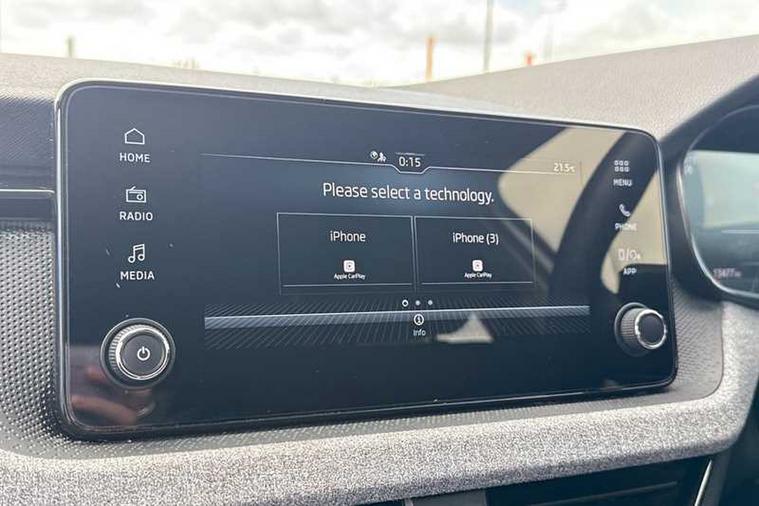 HOME
RADIO
MEDIA
0:15
21.5°C
Please select a technology.
iPhone
Apple CarPlay
iPhone (3)
Apple CarPlay
Info
MENU
PHONE
APP